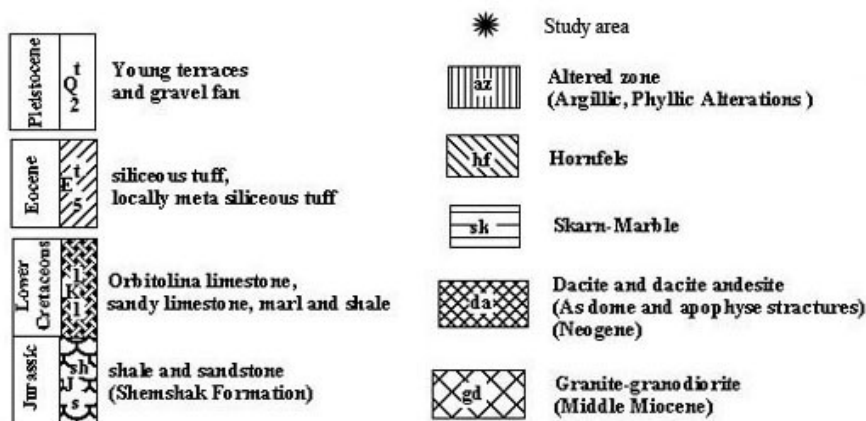 Pleistocene
t
Q
2
Young terraces
and gravel fan
Eocene
t
E
5
siliceous tuff,
locally meta siliceous tuff
Lower
Cretaceous
l
K
l
Orbitolina limestone,
sandy limestone, marl and shale
Jurassic
sh
J
s
shale and sandstone
(Shemshak Formation)
Study area
az
Altered zone
(Argillic, Phyllic Alterations )
hf
Hornfels
sk
Skarn-Marble
da
Dacite and dacite andesite
(As dome and apophyse stractures)
(Neogene)
gd
Granite-granodiorite
(Middle Miocene)